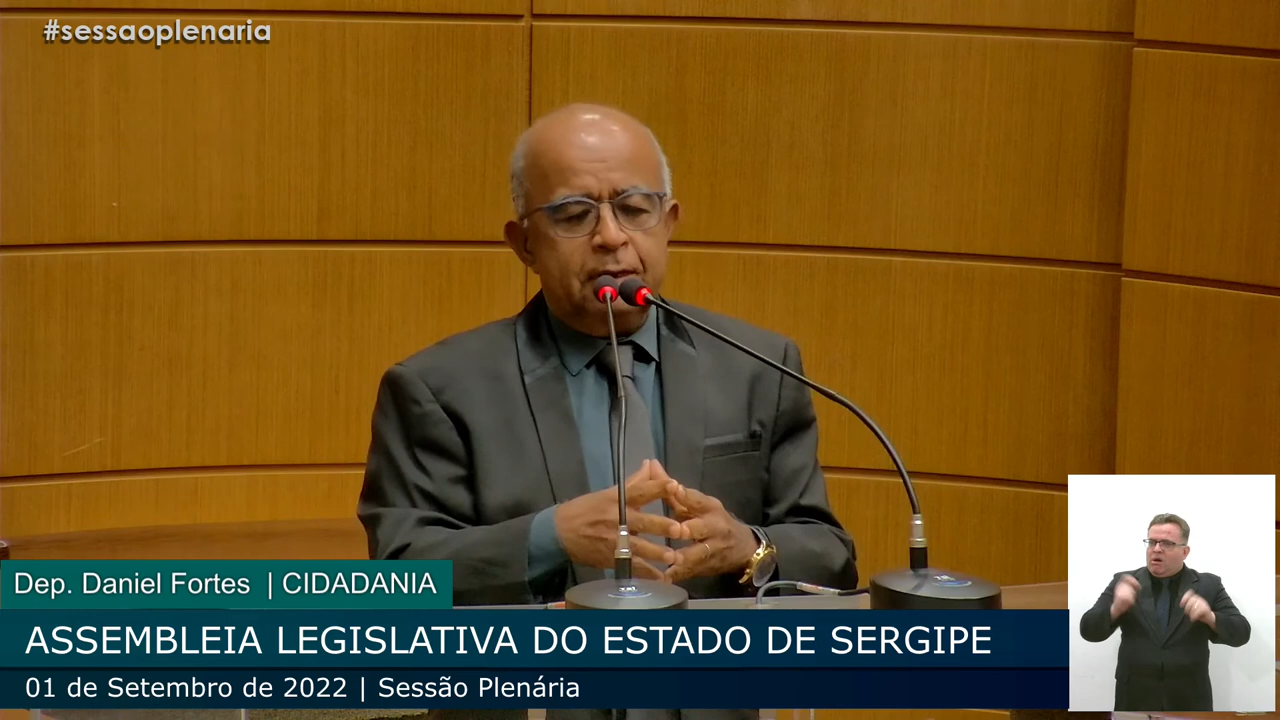 #sessaoplenaria
Dep. Daniel Fortes | CIDADANIA
ASSEMBLEIA LEGISLATIVA DO ESTADO DE SERGIPE
01 de Setembro de 2022 | Sessão Plenária